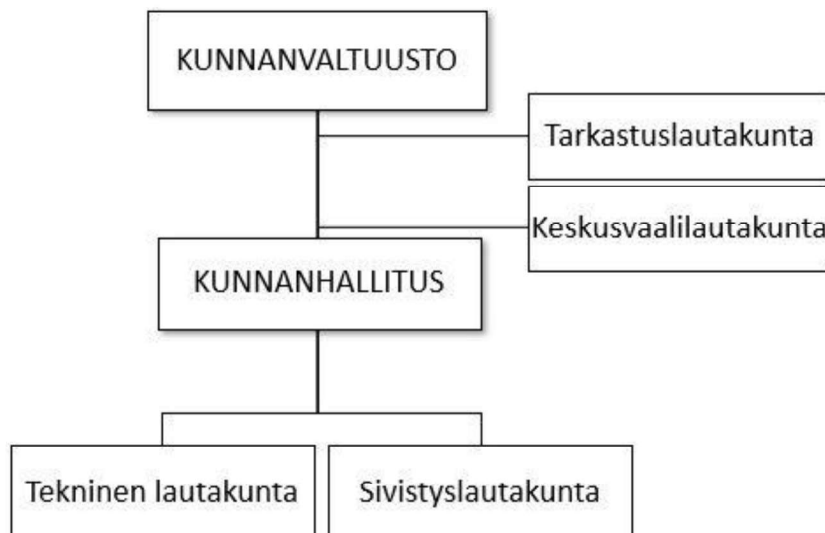 KUNNANVALTUUSTO
Tarkastuslautakunta
Keskusvaalilautakunta
KUNNANHALLITUS
Tekninen lautakunta
Sivistyslautakunta